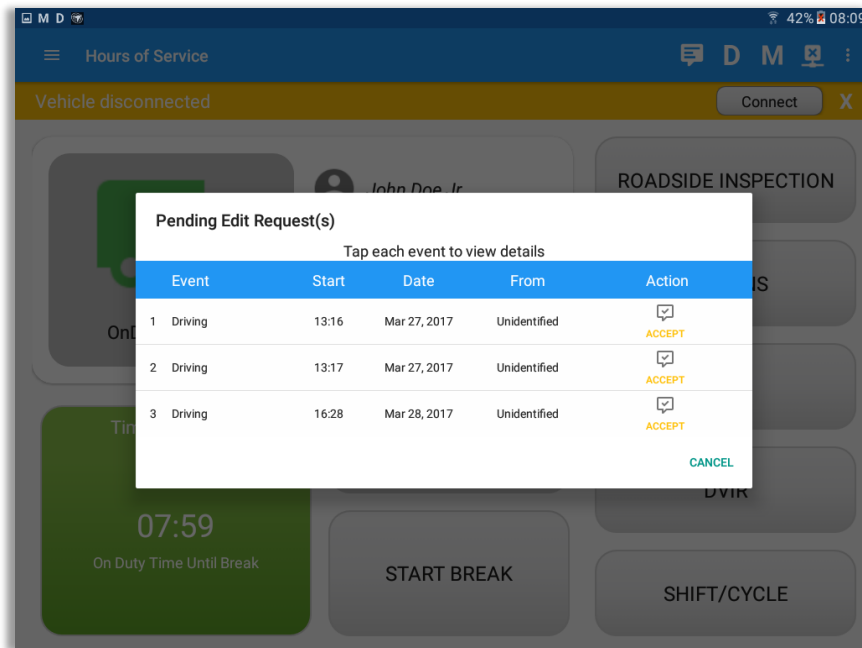 M D 42% 08:09
Hours of Service D M
Vehicle disconnected Connect X
John Doe Jr
ROADSIDE INSPECTION
Pending Edit Request(s)
Tap each event to view details
Event Start Date From Action
1 Driving 13:16 Mar 27, 2017 Unidentified ACCEPT
2 Driving 13:17 Mar 27, 2017 Unidentified ACCEPT
3 Driving 16:28 Mar 28, 2017 Unidentified ACCEPT
CANCEL
DVIR
07:59
On Duty Time Until Break
START BREAK
SHIFT/CYCLE